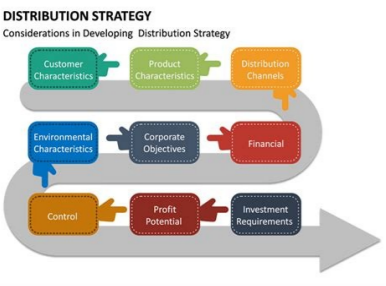 DISTRIBUTION STRATEGY
Considerations in Developing Distribution Strategy
Customer
Characteristics
Product
Characteristics
Distribution
Channels
Environmental
Characteristics
Corporate
Objectives
Financial
Control
Profit
Potential
Investment
Requirements